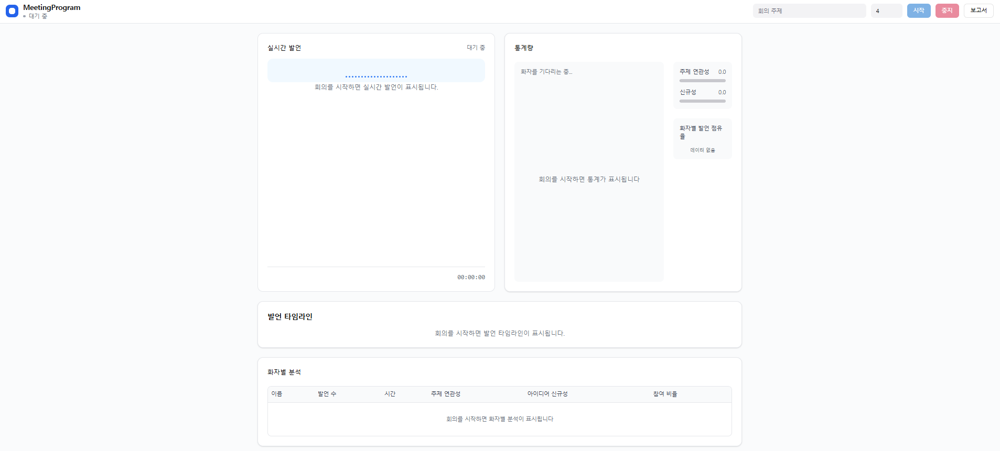 MeetingProgram
대기 중
회의 주제
4
시작
중지
보고서
실시간 발언
대기 중
회의를 시작하면 실시간 발언이 표시됩니다.
00:00:00
통계량
화자를 기다리는 중...
회의를 시작하면 통계가 표시됩니다
주제 연관성 0.0
신규성 0.0
화자별 발언 점유
율
데이터 없음
발언 타임라인
회의를 시작하면 발언 타임라인이 표시됩니다.
화자별 분석
이름 발언 수 시간 주제 연관성 아이디어 신규성 참여 비율
회의를 시작하면 화자별 분석이 표시됩니다